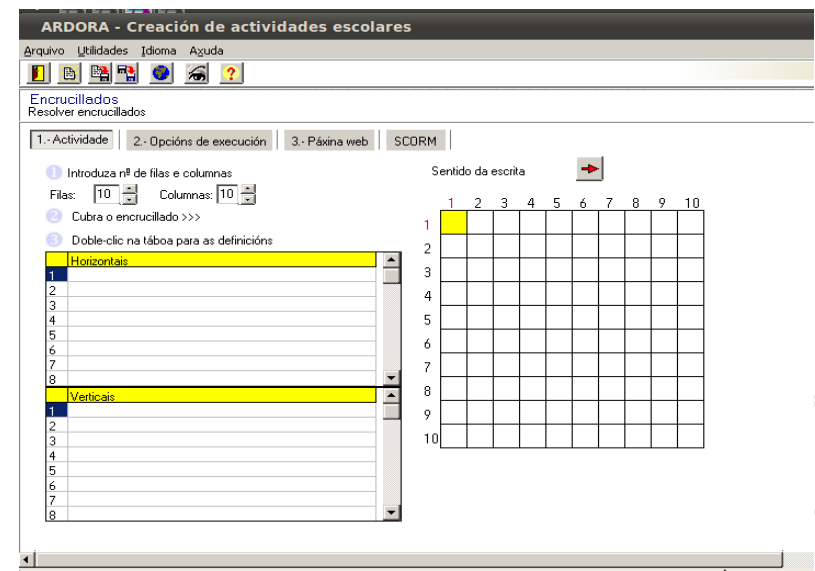 ARDORA - Creación de actividades escolares
Arquivo Utilidades Idioma Axuda
?
Encrucillados
Resolver encrucillados
1.- Actividade 2.- Opcións de execución 3.- Páxina web SCORM
1 Introduza nº de filas e columnas
Filas: 10 Columnas: 10
2 Cubra o encrucillado >>>
3 Doble-clic na táboa para as definicións
Horizontais
1
2
3
4
5
6
7
8
Verticais
1
2
3
4
5
6
7
8
Sentido da escrita
1 2 3 4 5 6 7 8 9 10
1
2
3
4
5
6
7
8
9
10